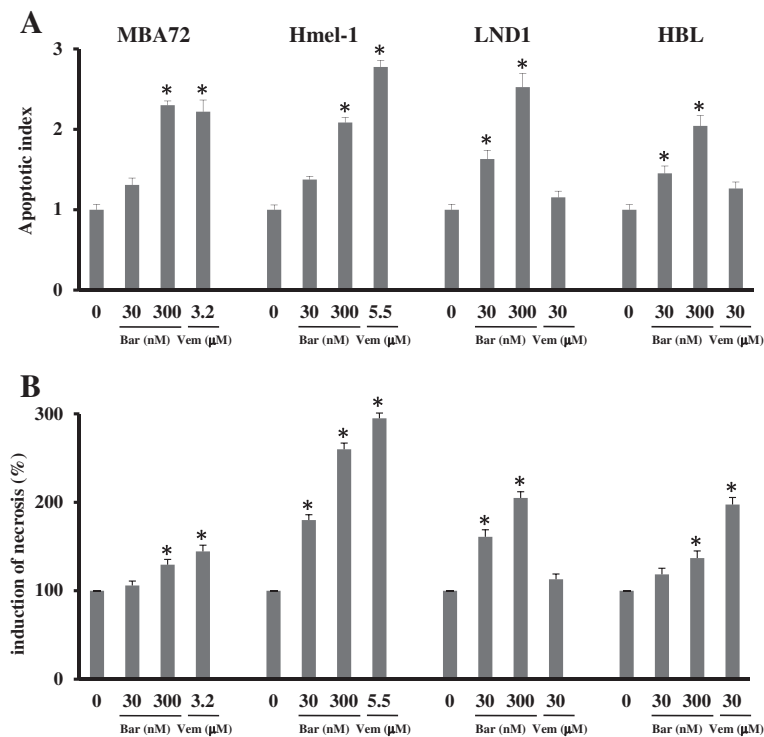 A
MBA72 Hmel-1 LND1 HBL
3
* * * * * * * *
2
1
0
Apoptotic index
0 30 300 3.2 0 30 300 5.5 0 30 300 30 0 30 300 30
Bar (nM) Vem (μM) Bar (nM) Vem (μM) Bar (nM) Vem (μM) Bar (nM) Vem (μM)
B
300
* * * * * * * * *
200
100
0
induction of necrosis (%)
0 30 300 3.2 0 30 300 5.5 0 30 300 30 0 30 300 30
Bar (nM) Vem (μM) Bar (nM) Vem (μM) Bar (nM) Vem (μM) Bar (nM) Vem (μM)